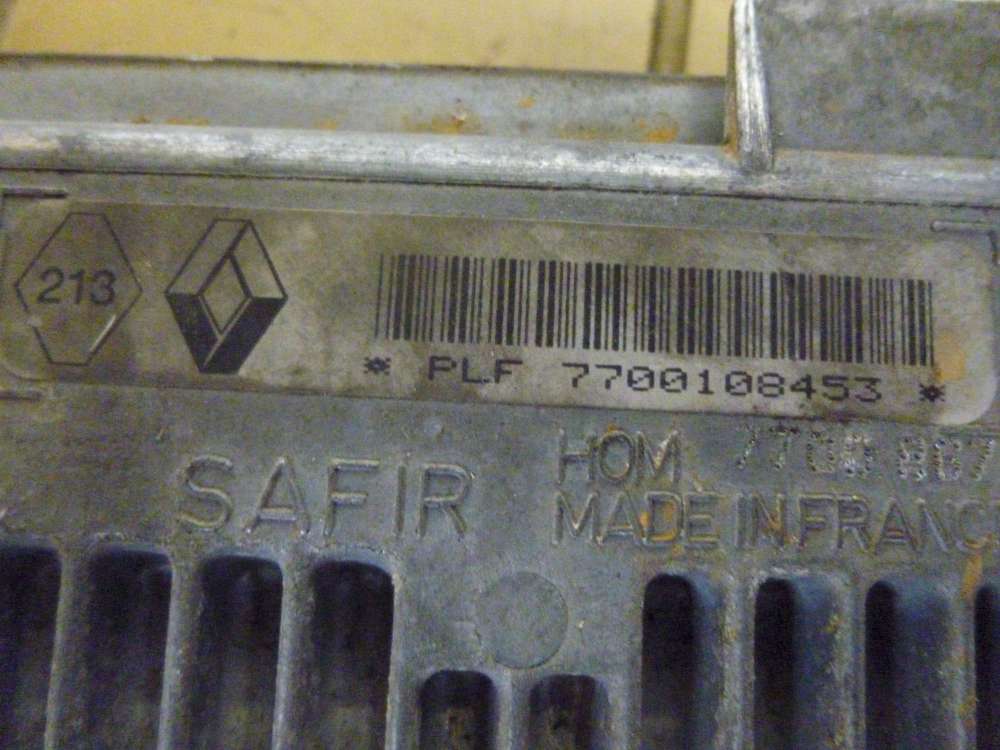 213
* PLF 7700108453 *
SAFIR
HOM
MADE IN FRANC